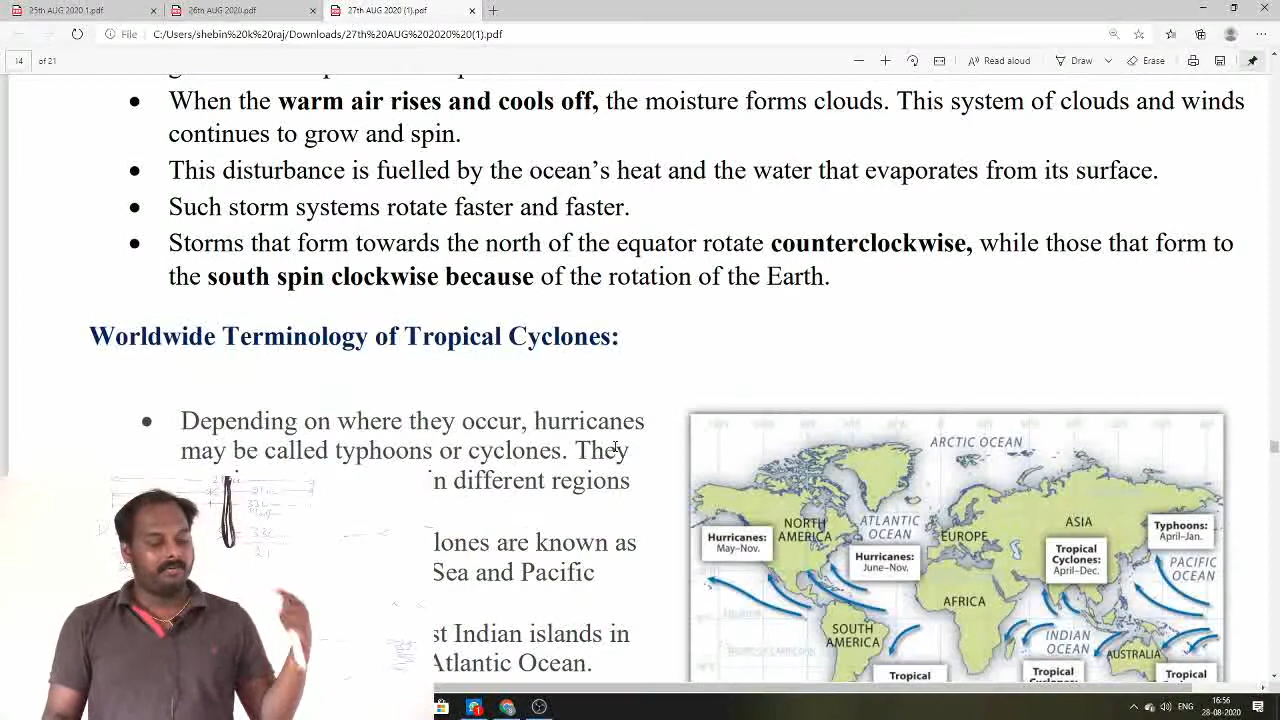 25th AUG 2020 1.pdf
26th AUG 2020.pdf
27th AUG 2020 (1).pdf
File C:/Users/shebin%20k%20raj/Downloads/27th%20AUG%202020%20(1).pdf
14 of 21
Read aloud
Draw
Erase
• When the warm air rises and cools off, the moisture forms clouds. This system of clouds and winds
continues to grow and spin.
• This disturbance is fuelled by the ocean’s heat and the water that evaporates from its surface.
• Such storm systems rotate faster and faster.
• Storms that form towards the north of the equator rotate counterclockwise, while those that form to
the south spin clockwise because of the rotation of the Earth.
Worldwide Terminology of Tropical Cyclones:
• Depending on where they occur, hurricanes
may be called typhoons or cyclones. They
n different regions
lones are known as
Sea and Pacific
st Indian islands in
Atlantic Ocean.
ARCTIC OCEAN
NORTH
AMERICA
ATLANTIC
OCEAN
EUROPE
ASIA
Typhoons:
April-Jan.
Hurricanes:
May–Nov.
Hurricanes:
June–Nov.
Tropical
Cyclones:
April-Dec.
PACIFIC
OCEAN
AFRICA
SOUTH
AMERICA
INDIAN
OCEAN
AUSTRALIA
Tropical
Tropical
ENG
16:56
28-08-2020